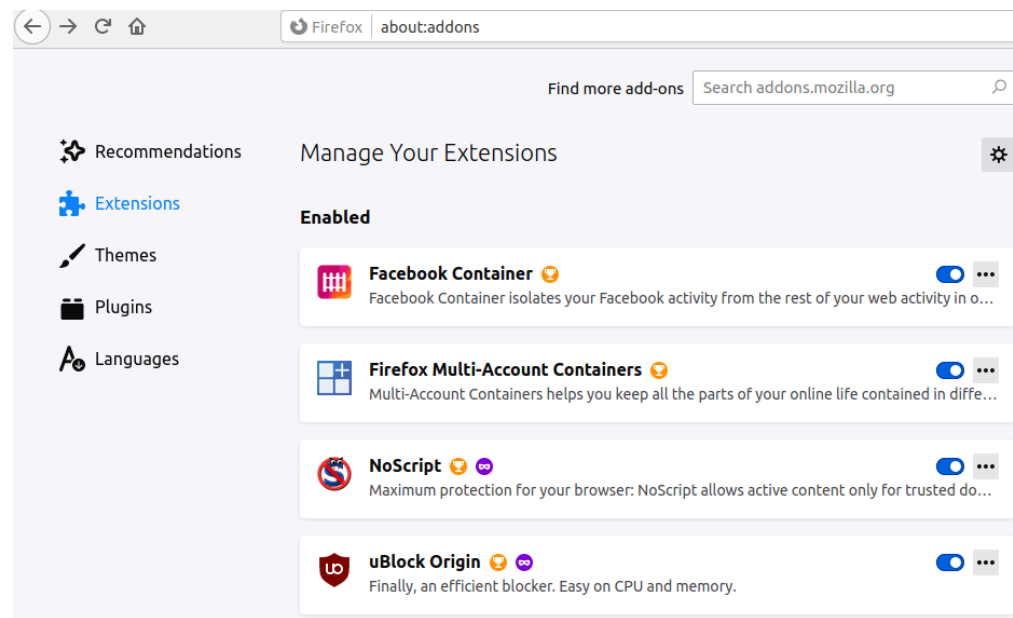 Firefox about:addons
Find more add-ons Search addons.mozilla.org
Recommendations
Extensions
Themes
Plugins
Languages
Manage Your Extensions
Enabled
Facebook Container
Facebook Container isolates your Facebook activity from the rest of your web activity in o…
Firefox Multi-Account Containers
Multi-Account Containers helps you keep all the parts of your online life contained in diffe…
NoScript
Maximum protection for your browser: NoScript allows active content only for trusted do…
uBlock Origin
Finally, an efficient blocker. Easy on CPU and memory.